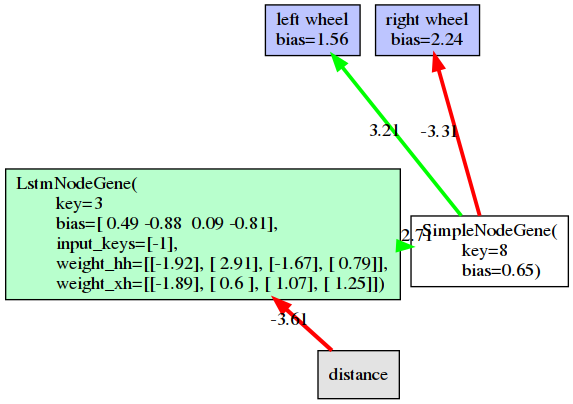 left wheel
bias=1.56
right wheel
bias=2.24
3.21
-3.31
LstmNodeGene(
key=3
bias=[ 0.49 -0.88  0.09 -0.81],
input_keys=[-1],
weight_hh=[[-1.92], [ 2.91], [-1.67], [ 0.79]],
weight_xh=[[-1.89], [ 0.6 ], [ 1.07], [ 1.25]])
2.71
SimpleNodeGene(
key=8
bias=0.65)
-3.61
distance